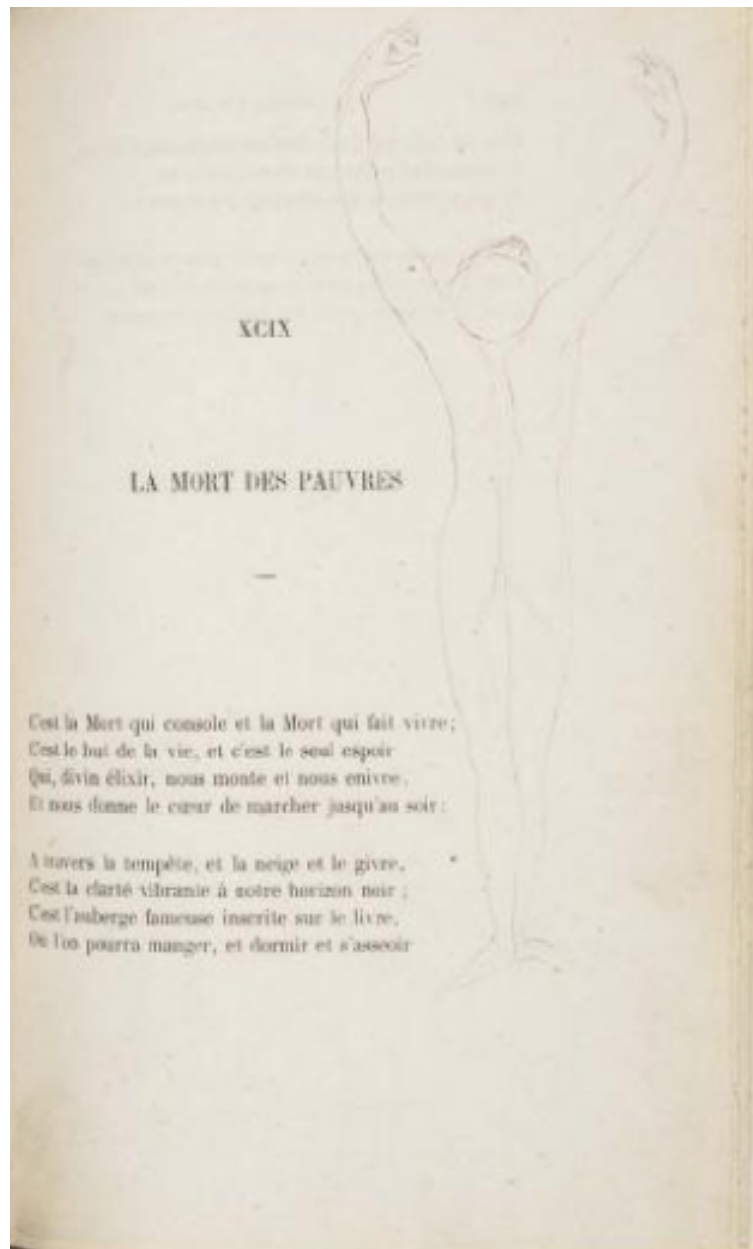 XCIX
LA MORT DES PAUVRES
C'est la Mort qui console et la Mort qui fait vivre ;
C'est le but de la vie, et c'est le seul espoir
Qui, divin élixir, nous monte et nous enivre,
Et nous donne le cœur de marcher jusqu'au soir :
A travers la tempête, et la neige et le givre,
C'est la clarté vibrante à notre horizon noir ;
C'est l'auberge fameuse inscrite sur le livre,
Où l'on pourra manger, et dormir et s'asseoir